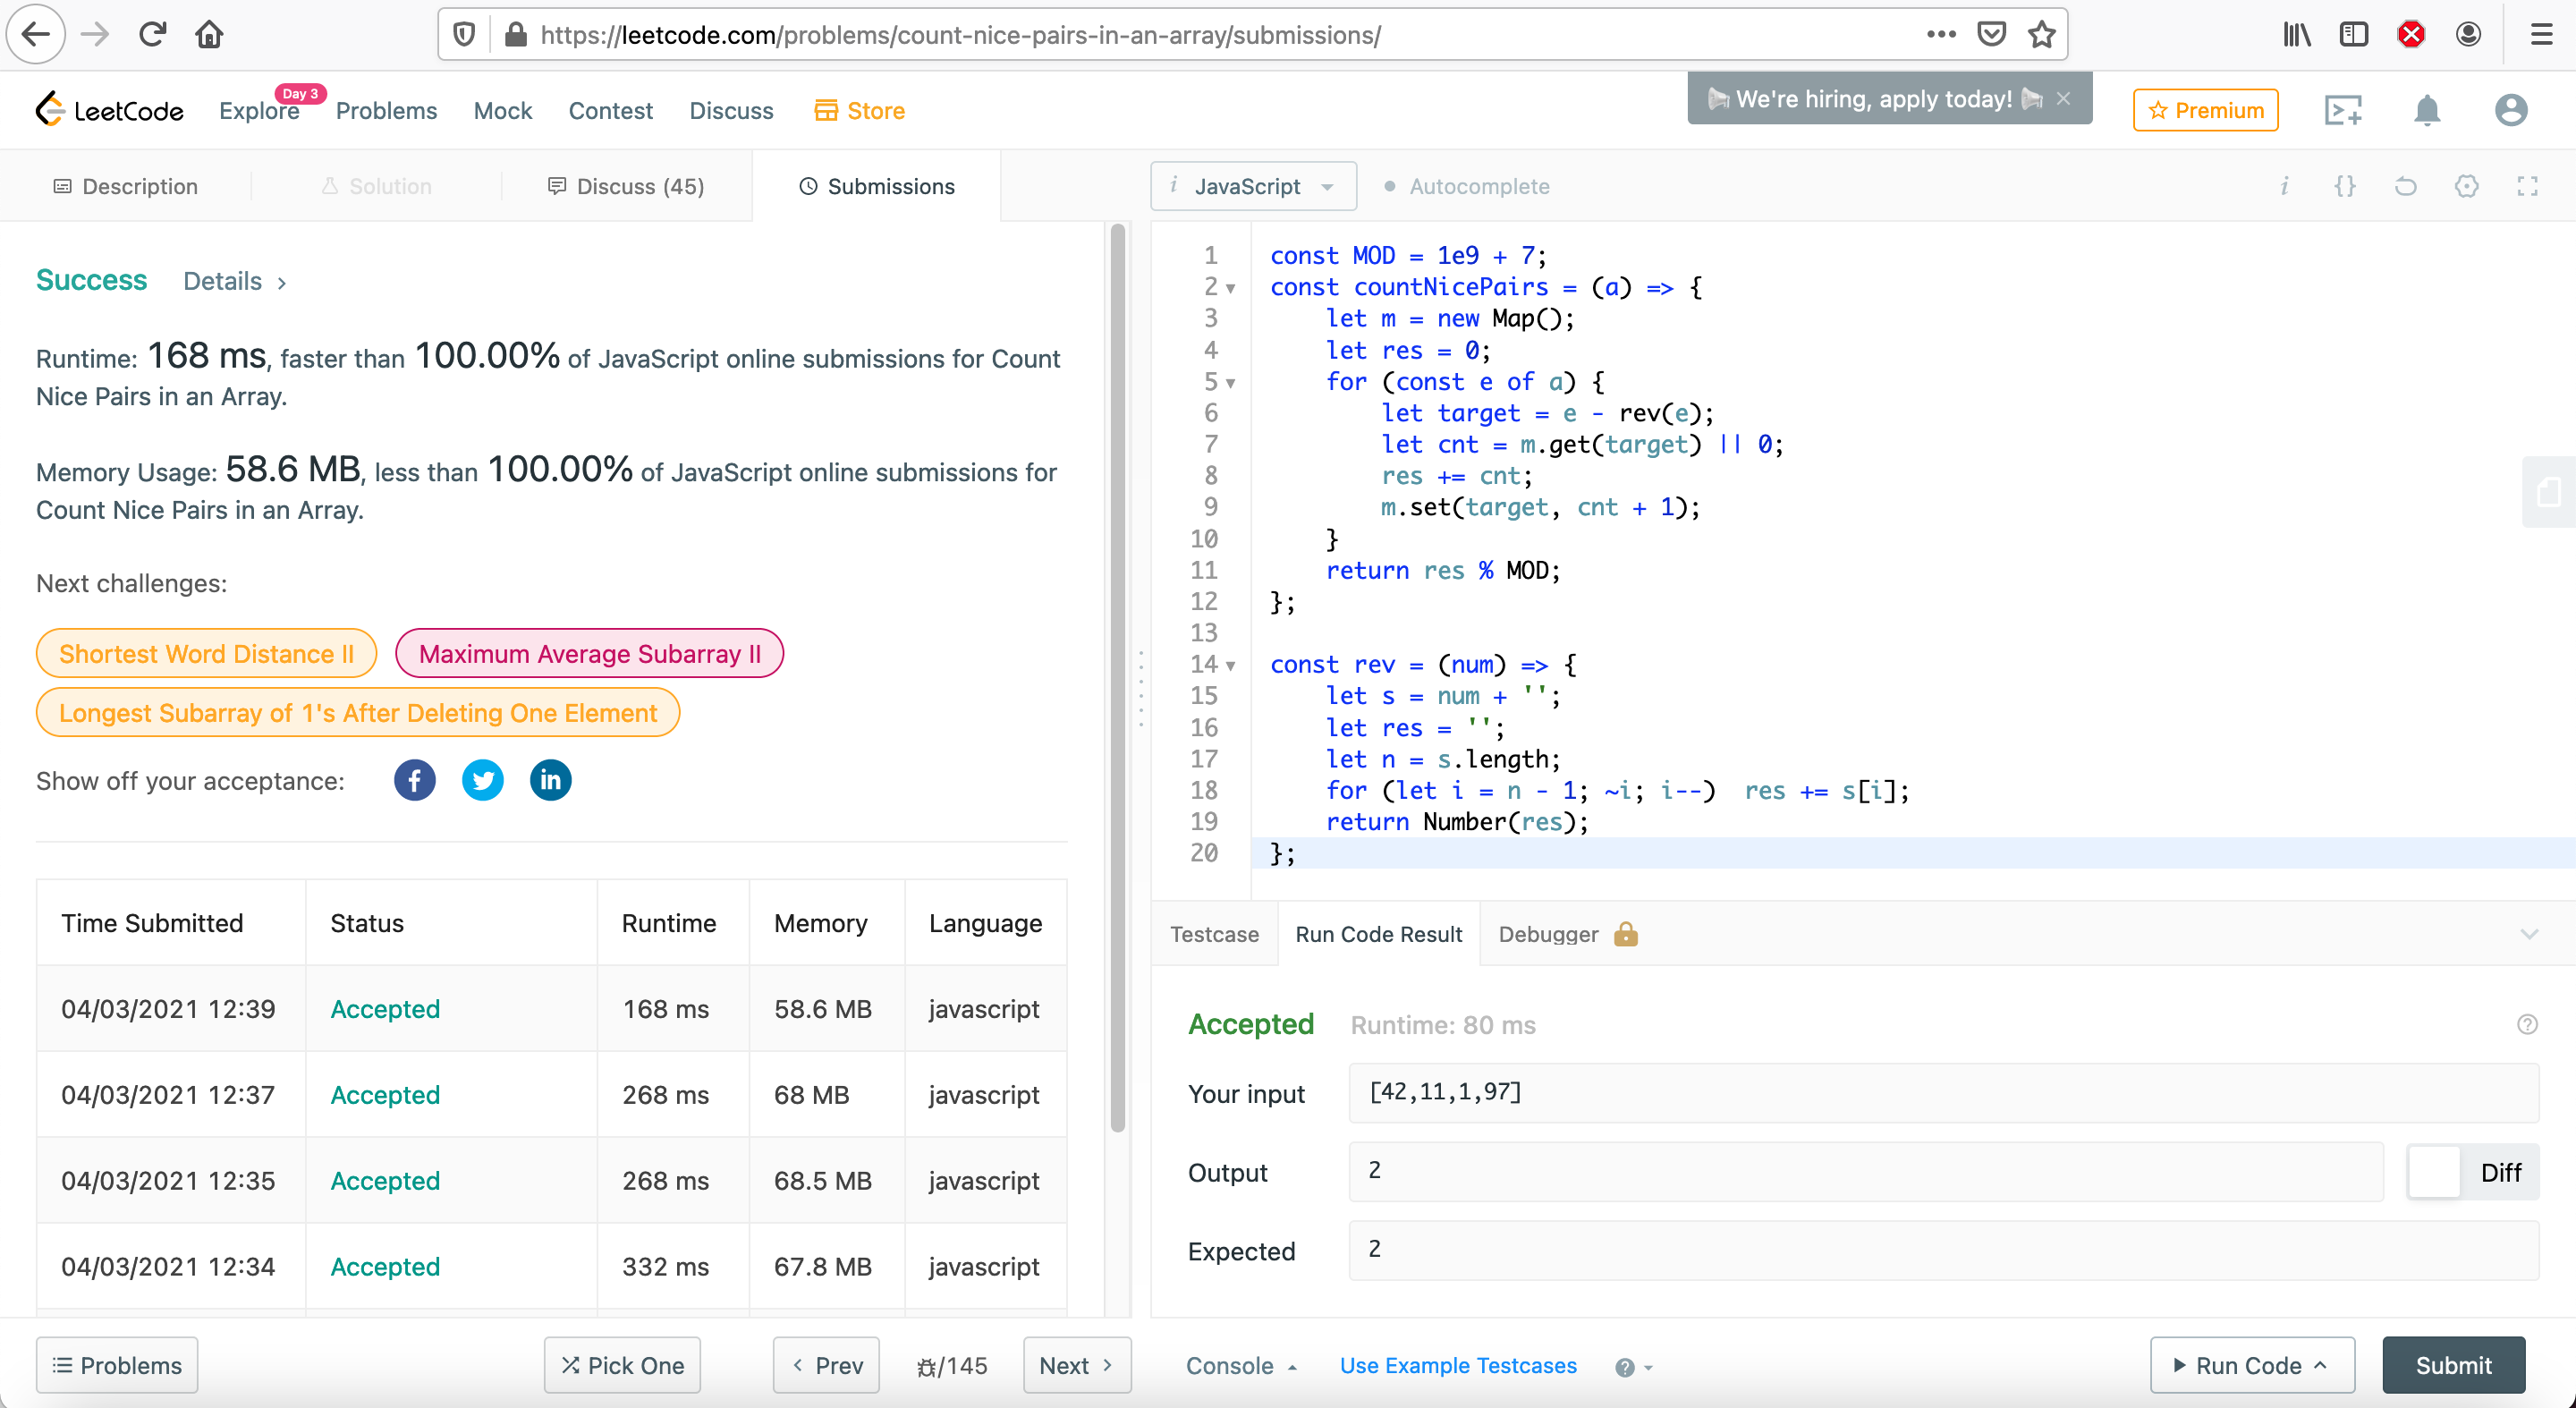 https://leetcode.com/problems/count-nice-pairs-in-an-array/submissions/
LeetCode
Explore
Day 3
Problems
Mock
Contest
Discuss
Store
We're hiring, apply today!
Premium
Description
Solution
Discuss (45)
Submissions
i JavaScript
Autocomplete
i {}
Success Details
Runtime: 168 ms, faster than 100.00% of JavaScript online submissions for Count
Nice Pairs in an Array.
Memory Usage: 58.6 MB, less than 100.00% of JavaScript online submissions for
Count Nice Pairs in an Array.
Next challenges:
Shortest Word Distance II
Maximum Average Subarray II
Longest Subarray of 1's After Deleting One Element
Show off your acceptance:
Time Submitted Status Runtime Memory Language
04/03/2021 12:39 Accepted 168 ms 58.6 MB javascript
04/03/2021 12:37 Accepted 268 ms 68 MB javascript
04/03/2021 12:35 Accepted 268 ms 68.5 MB javascript
04/03/2021 12:34 Accepted 332 ms 67.8 MB javascript
1 const MOD = 1e9 + 7;
2 const countNicePairs = (a) => {
3 let m = new Map();
4 let res = 0;
5 for (const e of a) {
6 let target = e - rev(e);
7 let cnt = m.get(target) || 0;
8 res += cnt;
9 m.set(target, cnt + 1);
10 }
11 return res % MOD;
12 };
13
14 const rev = (num) => {
15 let s = num + '';
16 let res = '';
17 let n = s.length;
18 for (let i = n - 1; ~i; i--) res += s[i];
19 return Number(res);
20 };
Testcase
Run Code Result
Debugger
Accepted Runtime: 80 ms
Your input [42,11,1,97]
Output 2
Diff
Expected 2
Problems
Pick One
Prev
/145
Next
Console
Use Example Testcases
Run Code
Submit